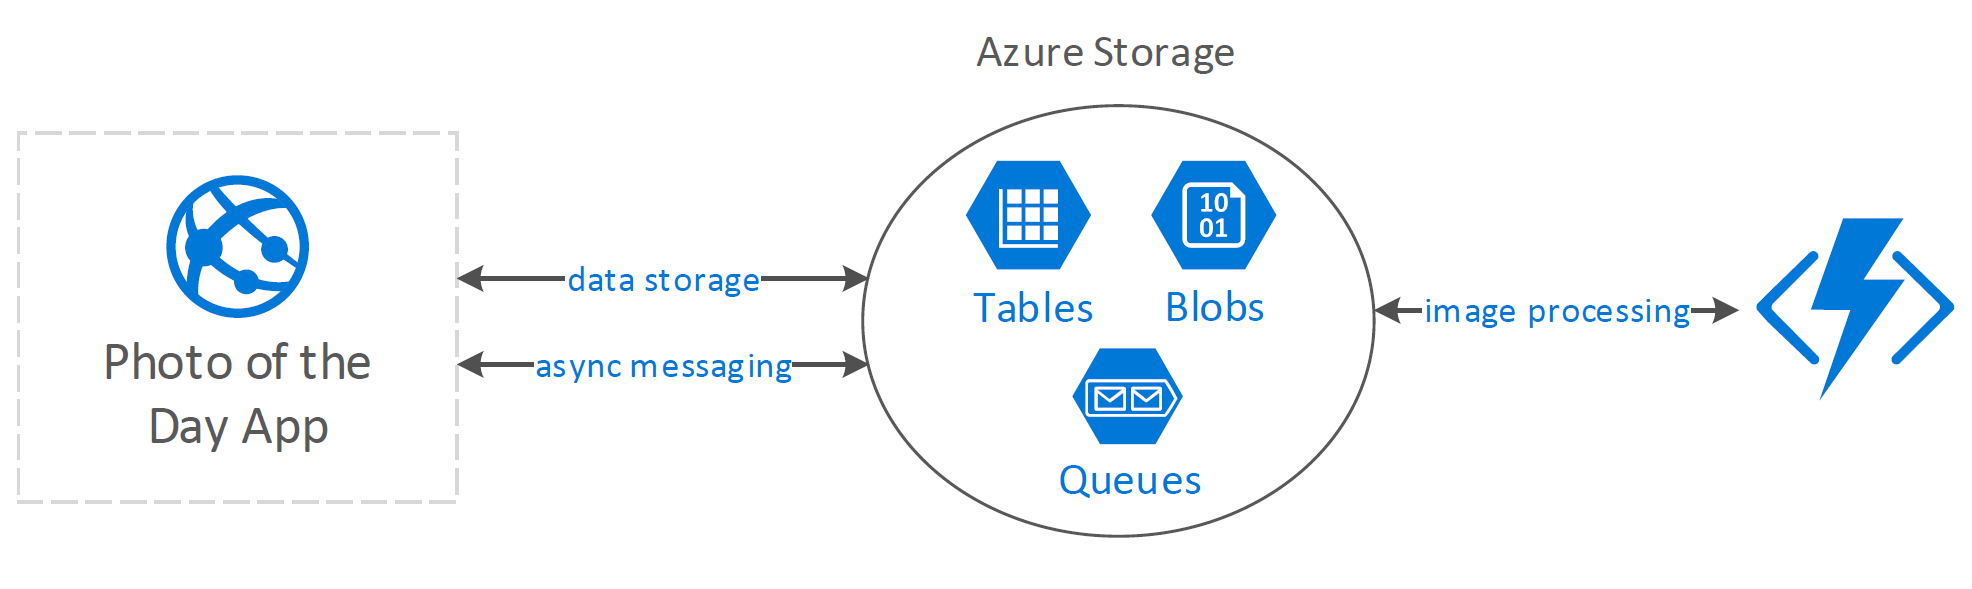 Azure Storage
Photo of the
Day App
data storage
async messaging
Tables
10
01
Blobs
Queues
image processing